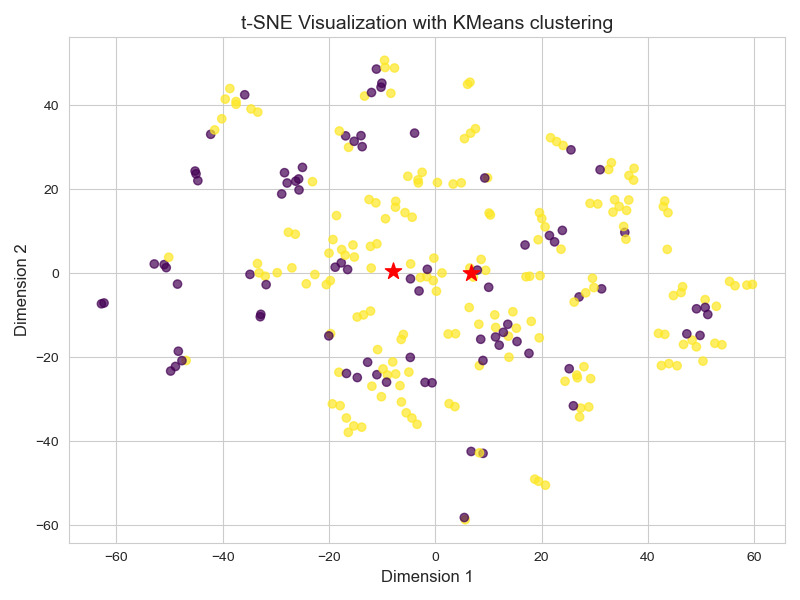 t-SNE Visualization with KMeans clustering
40
20
0
−20
−40
−60
−60 −40 −20 0 20 40 60
Dimension 2
Dimension 1